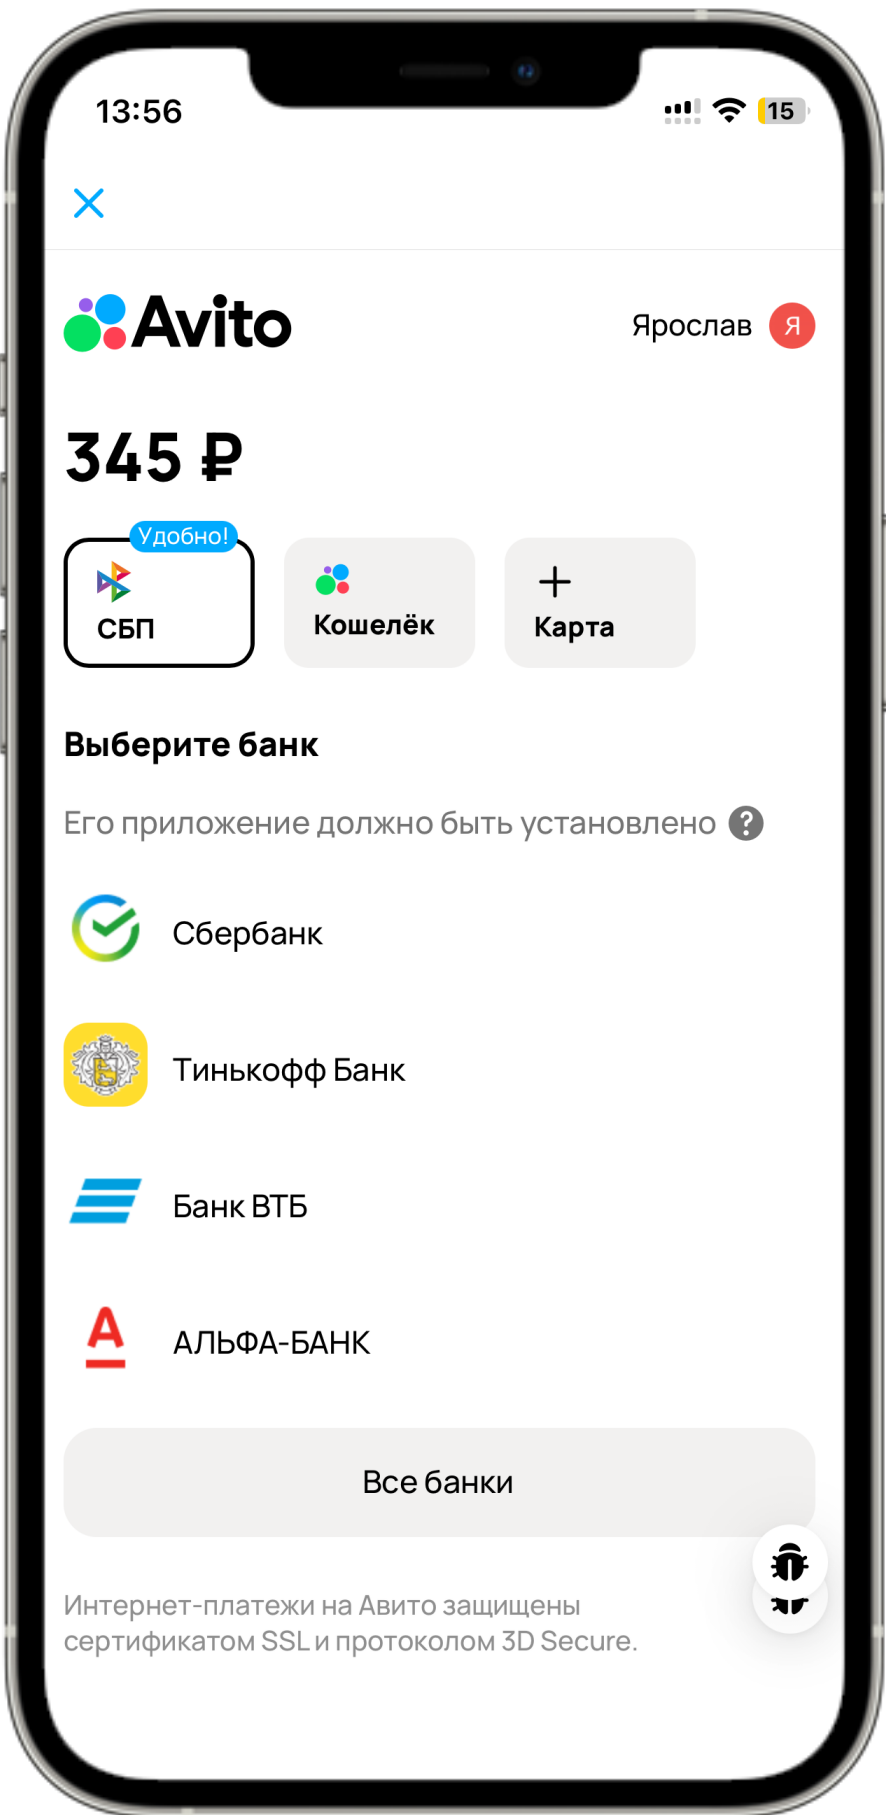 13:56
15
Avito
Ярослав
Я
345 ₽
Удобно!
СБП
Кошелёк
Карта
Выберите банк
Его приложение должно быть установлено ?
Сбербанк
Тинькофф Банк
Банк ВТБ
А
АЛЬФА-БАНК
Все банки
Интернет-платежи на Авито защищены
сертификатом SSL и протоколом 3D Secure.